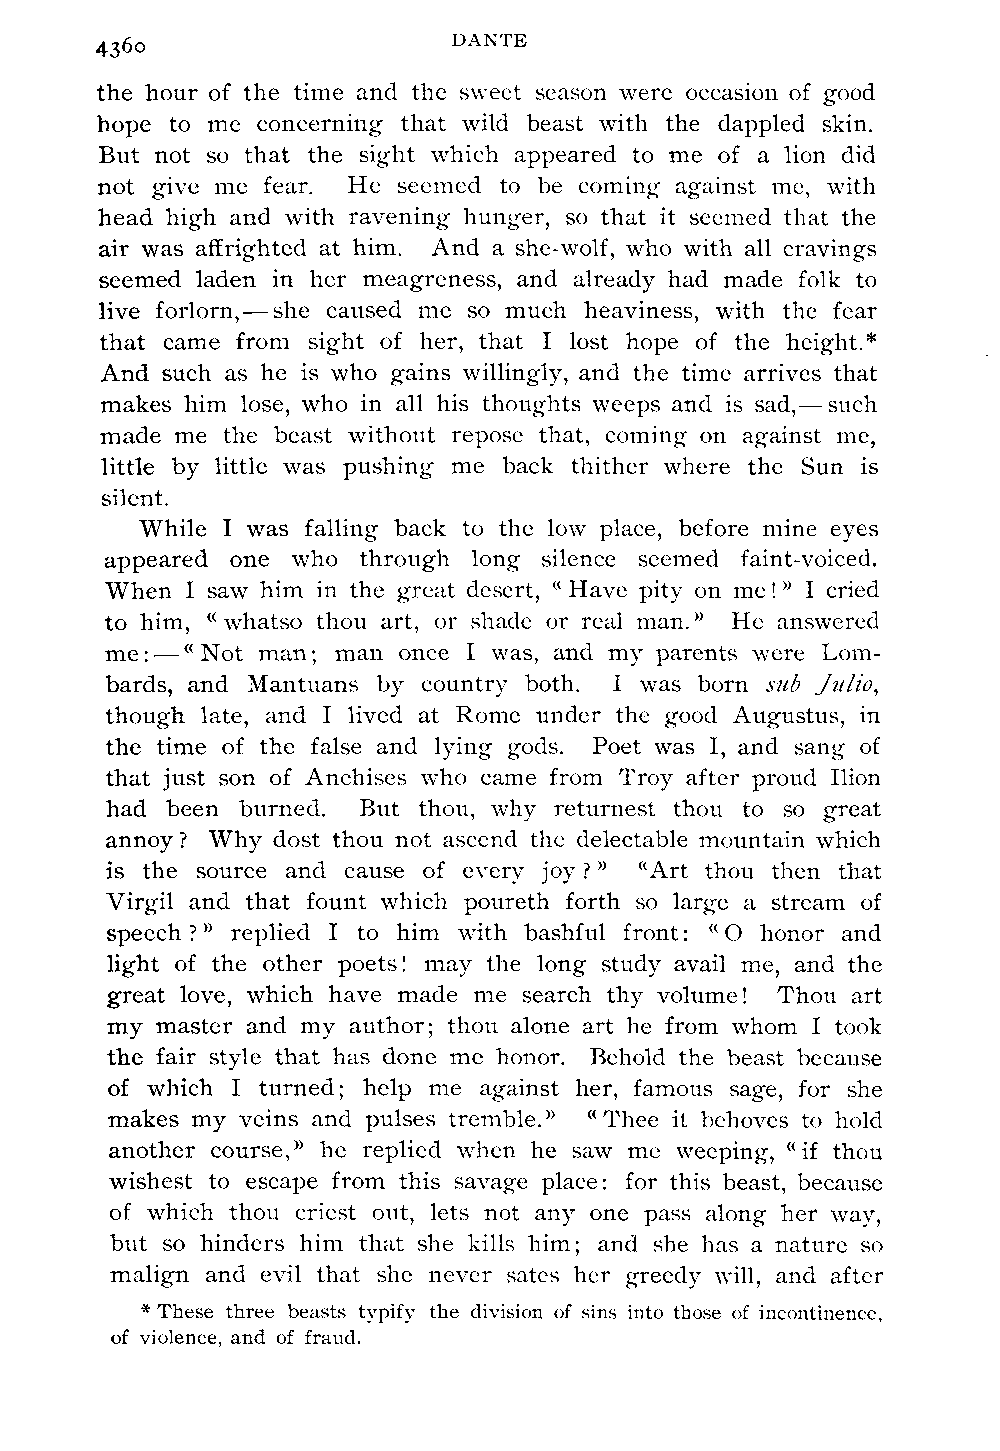 4360 DANTE
the hour of the time and the sweet season were occasion of good
hope to me concerning that wild beast with the dappled skin.
But not so that the sight which appeared to me of a lion did
not give me fear. He seemed to be coming against me, with
head high and with ravening hunger, so that it seemed that the
air was affrighted at him. And a she-wolf, who with all cravings
seemed laden in her meagreness, and already had made folk to
live forlorn,—she caused me so much heaviness, with the fear
that came from sight of her, that I lost hope of the height.*
And such as he is who gains willingly, and the time arrives that
makes him lose, who in all his thoughts weeps and is sad,—such
made me the beast without repose that, coming on against me,
little by little was pushing me back thither where the Sun is
silent.
While I was falling back to the low place, before mine eyes
appeared one who through long silence seemed faint-voiced.
When I saw him in the great desert, «Have pity on me!» I cried
to him, «whatso thou art, or shade or real man.» He answered
me:—«Not man; man once I was, and my parents were Lom-
bards, and Mantuans by country both. I was born sub Julio,
though late, and I lived at Rome under the good Augustus, in
the time of the false and lying gods. Poet was I, and sang of
that just son of Anchises who came from Troy after proud Ilion
had been burned. But thou, why returnest thou to so great
annoy? Why dost thou not ascend the delectable mountain which
is the source and cause of every joy?» «Art thou then that
Virgil and that fount which poureth forth so large a stream of
speech?» replied I to him with bashful front: «O honor and
light of the other poets! may the long study avail me, and the
great love, which have made me search thy volume! Thou art
my master and my author; thou alone art he from whom I took
the fair style that has done me honor. Behold the beast because
of which I turned; help me against her, famous sage, for she
makes my veins and pulses tremble.» «Thee it behoves to hold
another course,» he replied when he saw me weeping, «if thou
wishest to escape from this savage place: for this beast, because
of which thou criest out, lets not any one pass along her way,
but so hinders him that she kills him; and she has a nature so
malign and evil that she never sates her greedy will, and after
* These three beasts typify the division of sins into those of incontinence,
of violence, and of fraud.